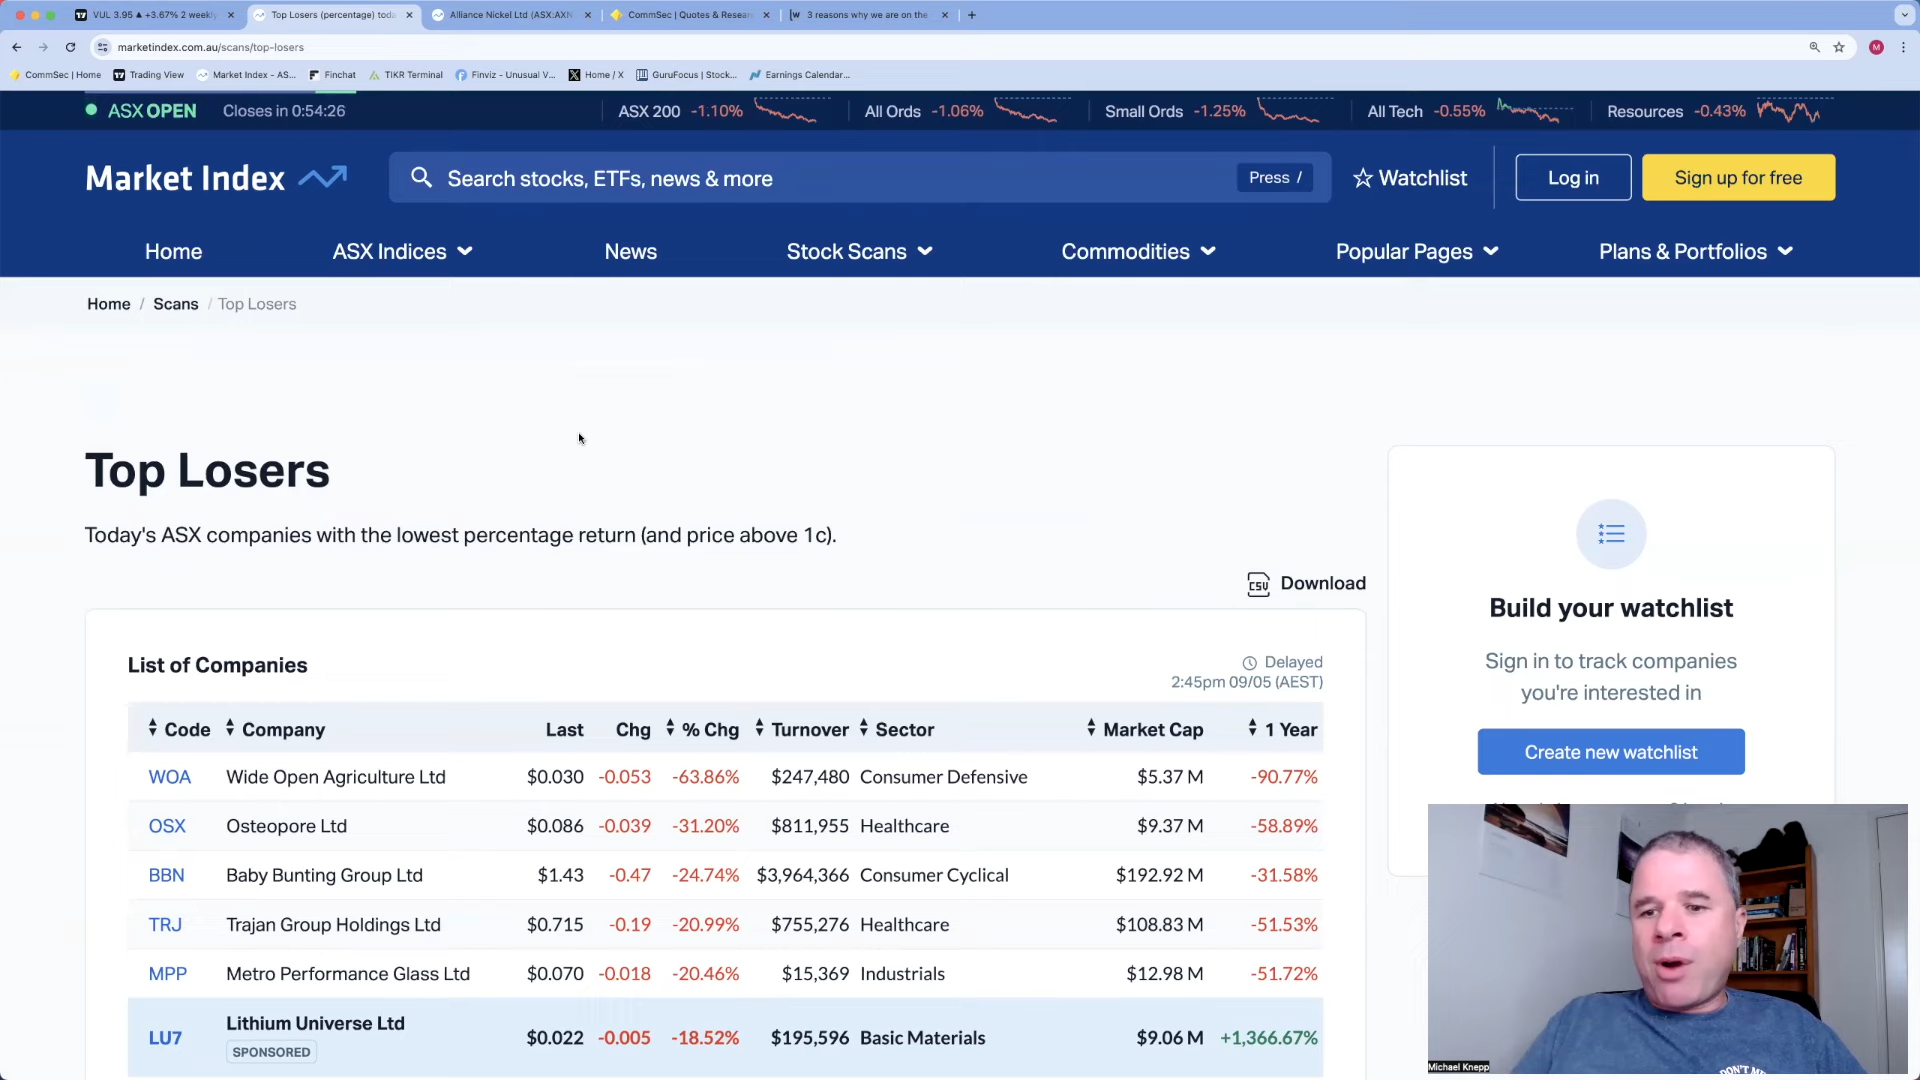 VUL 3.95 ▲ +3.67% 2 weekly
Top Losers (percentage) toda
Alliance Nickel Ltd (ASX:AXN
CommSec | Quotes & Resear
3 reasons why we are on the
marketindex.com.au/scans/top-losers
M
CommSec | Home
Trading View
Market Index - AS...
Finchat
TIKR Terminal
Finviz - Unusual V...
Home / X
GuruFocus | Stock...
Earnings Calendar...
ASX OPEN Closes in 0:54:26
ASX 200 -1.10%
All Ords -1.06%
Small Ords -1.25%
All Tech -0.55%
Resources -0.43%
Market Index
Search stocks, ETFs, news & more
Press /
Watchlist
Log in
Sign up for free
Home
ASX Indices
News
Stock Scans
Commodities
Popular Pages
Plans & Portfolios
Home / Scans / Top Losers
Top Losers
Today's ASX companies with the lowest percentage return (and price above 1c).
CSV Download
List of Companies
Delayed
2:45pm 09/05 (AEST)
Code Company Last Chg % Chg Turnover Sector Market Cap 1 Year
WOA Wide Open Agriculture Ltd $0.030 -0.053 -63.86% $247,480 Consumer Defensive $5.37 M -90.77%
OSX Osteopore Ltd $0.086 -0.039 -31.20% $811,955 Healthcare $9.37 M -58.89%
BBN Baby Bunting Group Ltd $1.43 -0.47 -24.74% $3,964,366 Consumer Cyclical $192.92 M -31.58%
TRJ Trajan Group Holdings Ltd $0.715 -0.19 -20.99% $755,276 Healthcare $108.83 M -51.53%
MPP Metro Performance Glass Ltd $0.070 -0.018 -20.46% $15,369 Industrials $12.98 M -51.72%
LU7 Lithium Universe Ltd $0.022 -0.005 -18.52% $195,596 Basic Materials $9.06 M +1,366.67%
SPONSORED
Build your watchlist
Sign in to track companies
you're interested in
Create new watchlist
Michael Knepp
DON'T